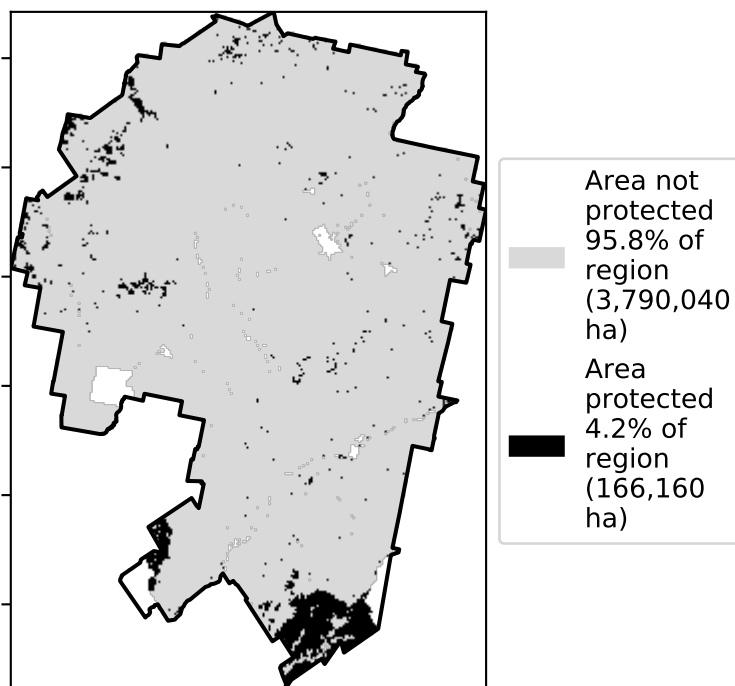 Area not
protected
95.8% of
region
(3,790,040
ha)
Area
protected
4.2% of
region
(166,160
ha)